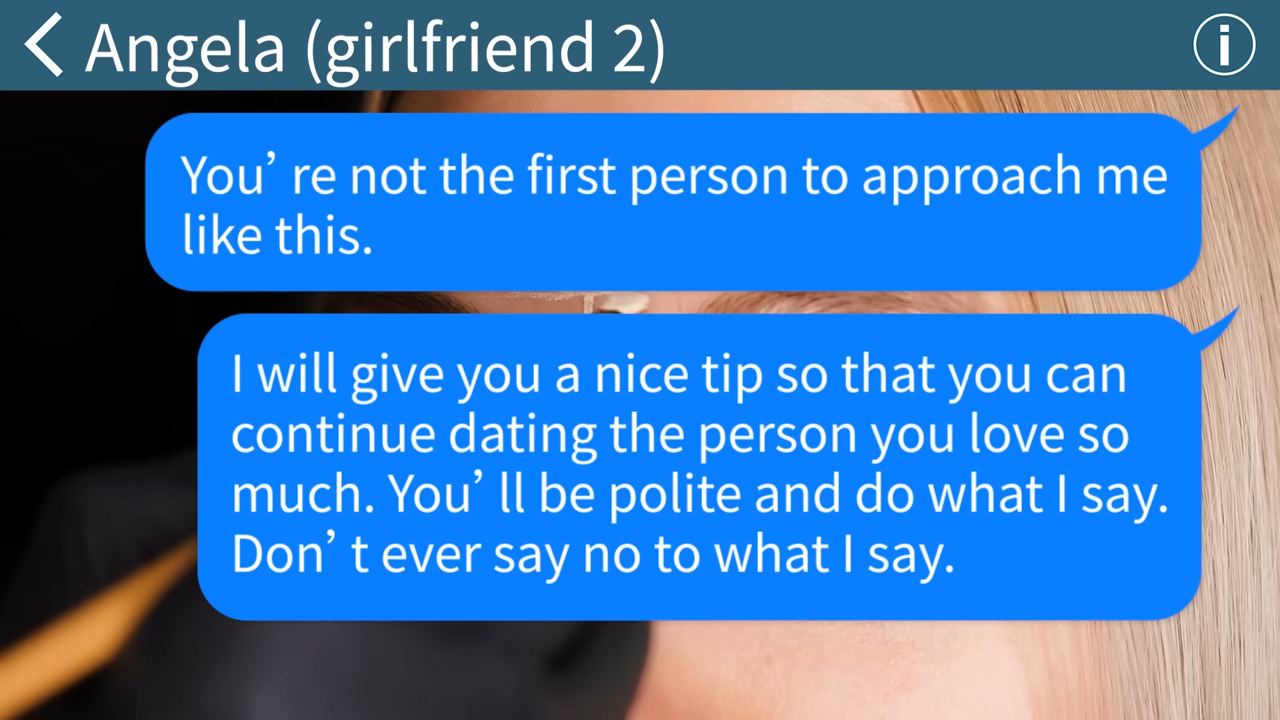 Angela (girlfriend 2)
You’ re not the first person to approach me
like this.
I will give you a nice tip so that you can
continue dating the person you love so
much. You’ ll be polite and do what I say.
Don’ t ever say no to what I say.